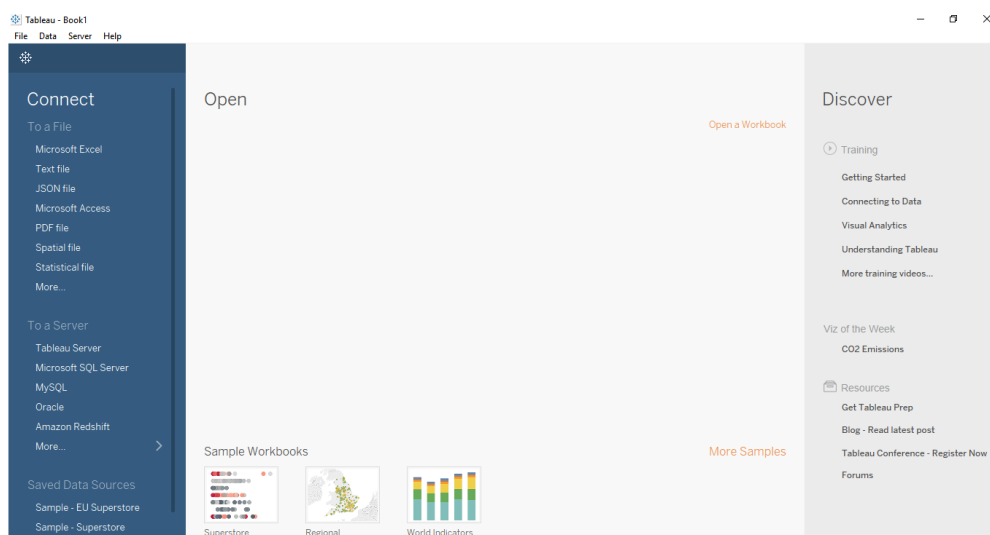 Tableau - Book1
File Data Server Help
Connect
To a File
Microsoft Excel
Text file
JSON file
Microsoft Access
PDF file
Spatial file
Statistical file
More...
To a Server
Tableau Server
Microsoft SQL Server
MySQL
Oracle
Amazon Redshift
More...
Saved Data Sources
Sample - EU Superstore
Sample - Superstore
Open
Open a Workbook
Sample Workbooks
More Samples
Superstore
Regional
World Indicators
Discover
Training
Getting Started
Connecting to Data
Visual Analytics
Understanding Tableau
More training videos...
Viz of the Week
CO2 Emissions
Resources
Get Tableau Prep
Blog - Read latest post
Tableau Conference - Register Now
Forums